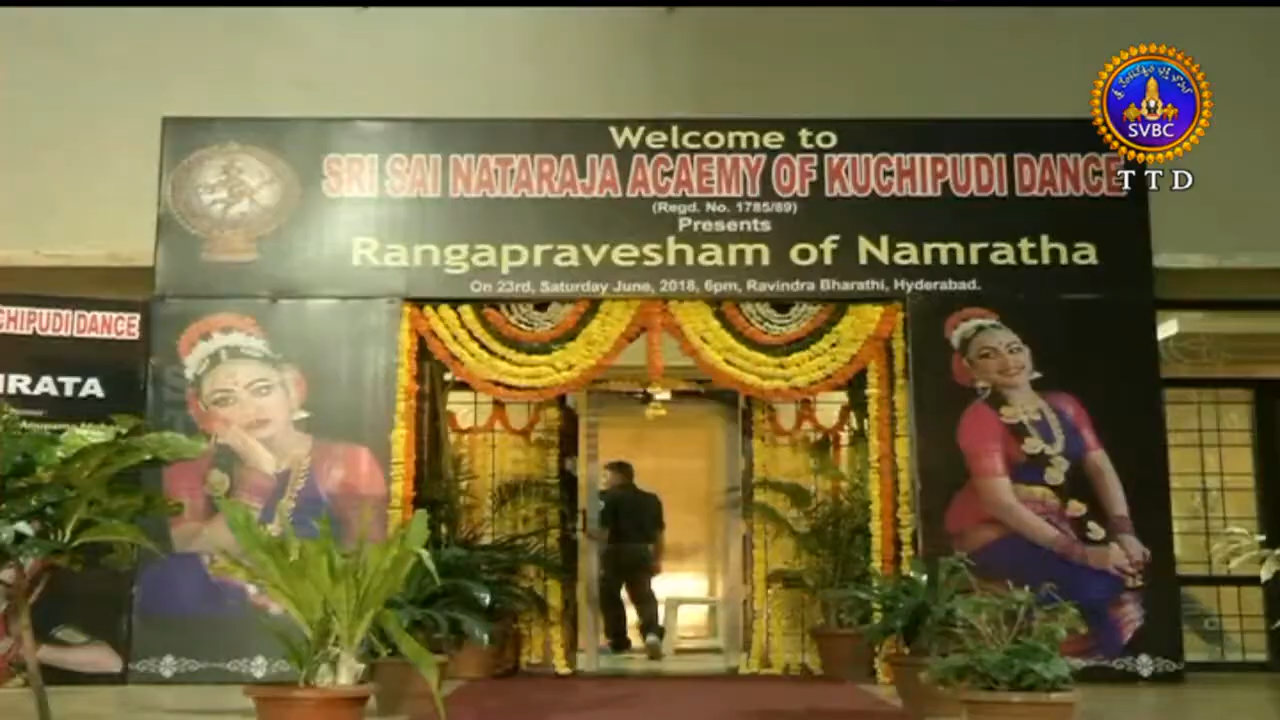 Welcome to
SRI SAI NATARAJA ACAEMY OF KUCHIPUDI DANCE
(Regd. No. 1785/89)
Presents
Rangapravesham of Namratha
On 23rd, Saturday June, 2018, 6pm, Ravindra Bharathi, Hyderabad.
CHIPUDI DANCE
IRATA
SVBC
TTD